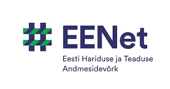 EENet
Eesti Hariduse ja Teaduse
Andmesidevõrk